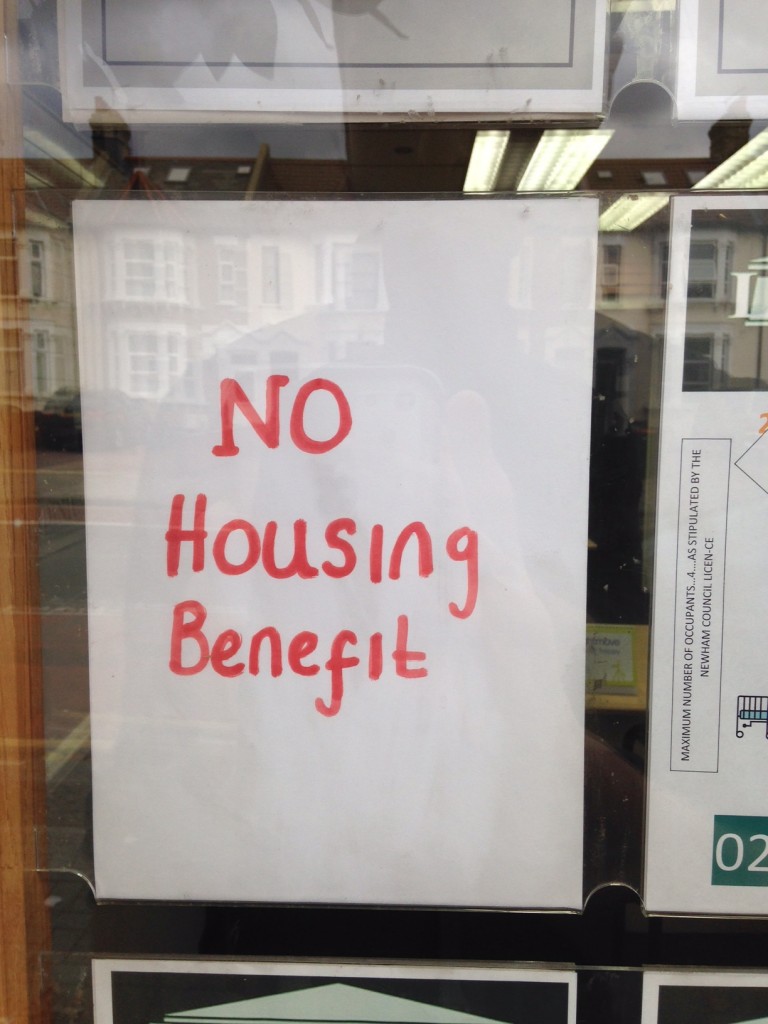 NO
Housing
Benefit
MAXIMUM NUMBER OF OCCUPANTS...4....AS STIPULATED BY THE
NEWHAM COUNCIL LICEN-CE
02